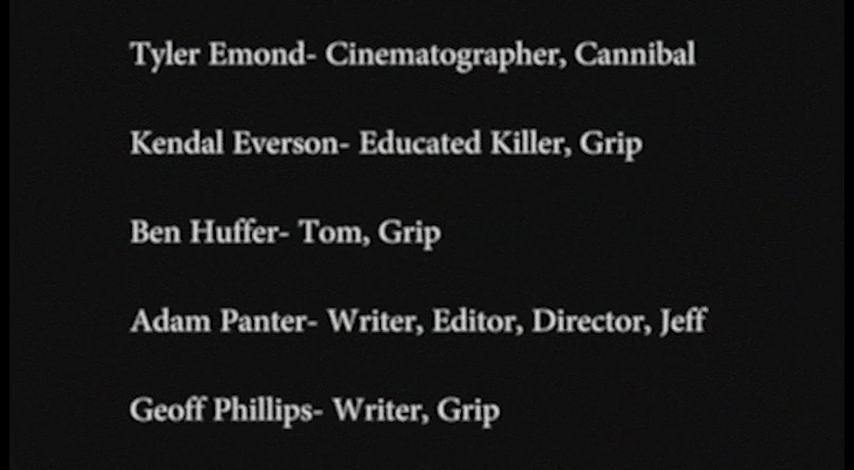 Tyler Emond- Cinematographer, Cannibal
Kendal Everson- Educated Killer, Grip
Ben Huffer- Tom, Grip
Adam Panter- Writer, Editor, Director, Jeff
Geoff Phillips- Writer, Grip